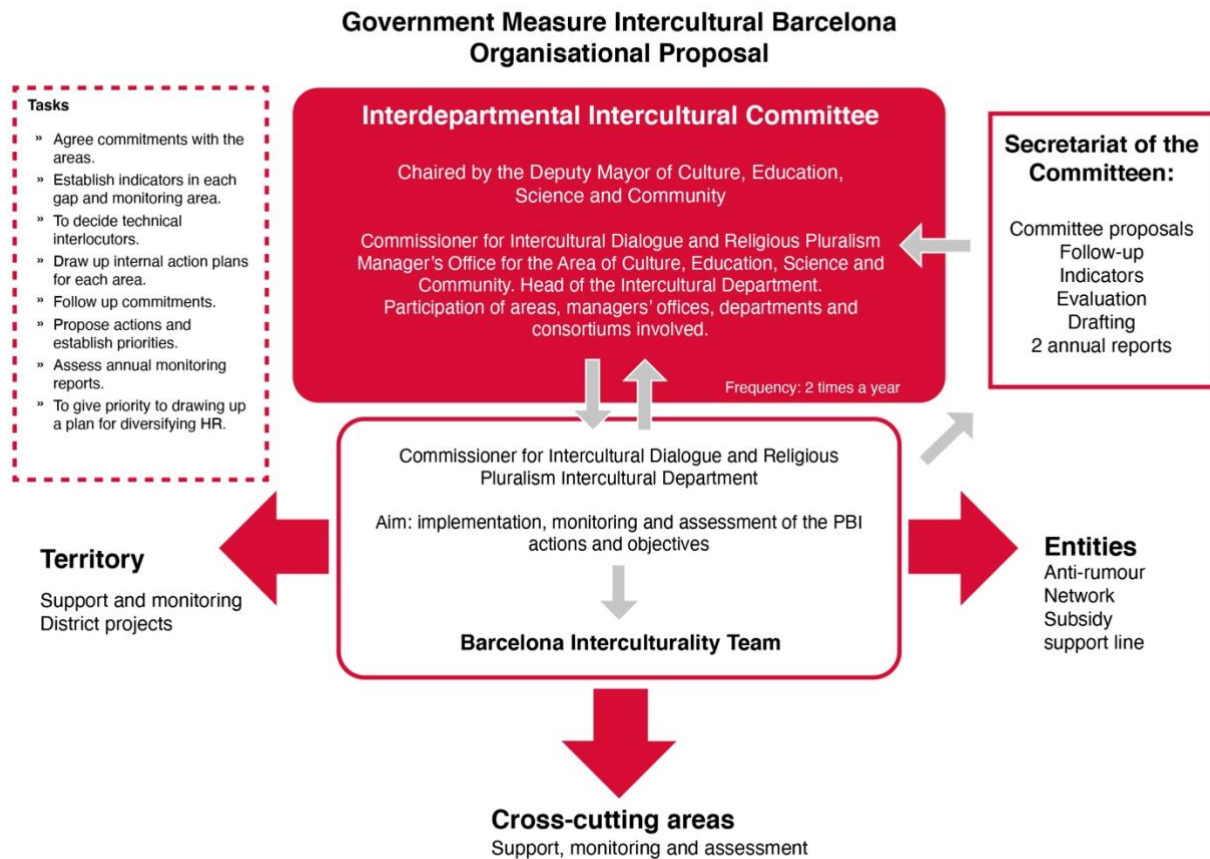 Government Measure Intercultural Barcelona
Organisational Proposal
Tasks
» Agree commitments with the
areas.
» Establish indicators in each
gap and monitoring area.
» To decide technical
interlocutors.
» Draw up internal action plans
for each area.
» Follow up commitments.
» Propose actions and
establish priorities.
» Assess annual monitoring
reports.
» To give priority to drawing up
a plan for diversifying HR.
Interdepartmental Intercultural Committee
Chaired by the Deputy Mayor of Culture, Education,
Science and Community
Commissioner for Intercultural Dialogue and Religious Pluralism
Manager's Office for the Area of Culture, Education, Science and
Community. Head of the Intercultural Department.
Participation of areas, managers' offices, departments and
consortiums involved.
Frequency: 2 times a year
Secretariat of the
Committeen:
Committee proposals
Follow-up
Indicators
Evaluation
Drafting
2 annual reports
Commissioner for Intercultural Dialogue and Religious
Pluralism Intercultural Department
Aim: implementation, monitoring and assessment of the PBI
actions and objectives
Barcelona Interculturality Team
Territory
Support and monitoring
District projects
Entities
Anti-rumour
Network
Subsidy
support line
Cross-cutting areas
Support, monitoring and assessment